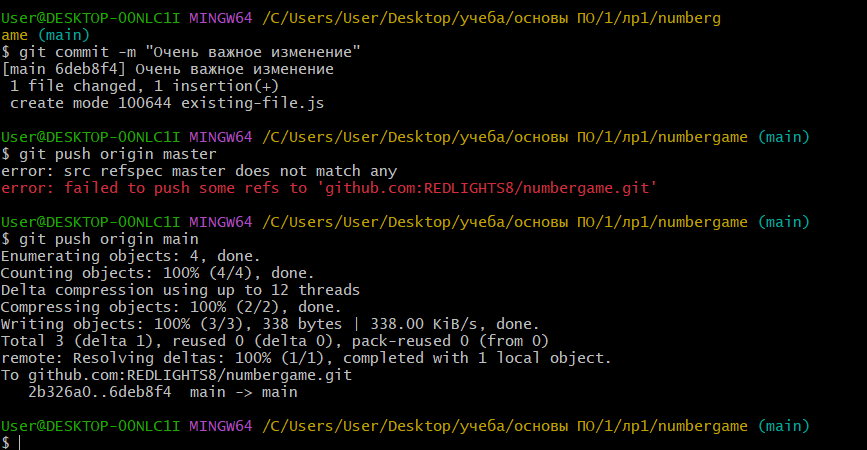 User@DESKTOP-00NLC1I MINGW64 /C/Users/User/Desktop/учеба/основы ПО/1/лр1/numberg
ame (main)
$ git commit -m "Очень важное изменение"
[main 6deb8f4] Очень важное изменение
 1 file changed, 1 insertion(+)
 create mode 100644 existing-file.js
User@DESKTOP-00NLC1I MINGW64 /C/Users/User/Desktop/учеба/основы ПО/1/лр1/numbergame (main)
$ git push origin master
error: src refspec master does not match any
error: failed to push some refs to 'github.com:REDLIGHTS8/numbergame.git'
User@DESKTOP-00NLC1I MINGW64 /C/Users/User/Desktop/учеба/основы ПО/1/лр1/numbergame (main)
$ git push origin main
Enumerating objects: 4, done.
Counting objects: 100% (4/4), done.
Delta compression using up to 12 threads
Compressing objects: 100% (2/2), done.
Writing objects: 100% (3/3), 338 bytes | 338.00 KiB/s, done.
Total 3 (delta 1), reused 0 (delta 0), pack-reused 0 (from 0)
remote: Resolving deltas: 100% (1/1), completed with 1 local object.
To github.com:REDLIGHTS8/numbergame.git
   2b326a0..6deb8f4  main -> main
User@DESKTOP-00NLC1I MINGW64 /C/Users/User/Desktop/учеба/основы ПО/1/лр1/numbergame (main)
$